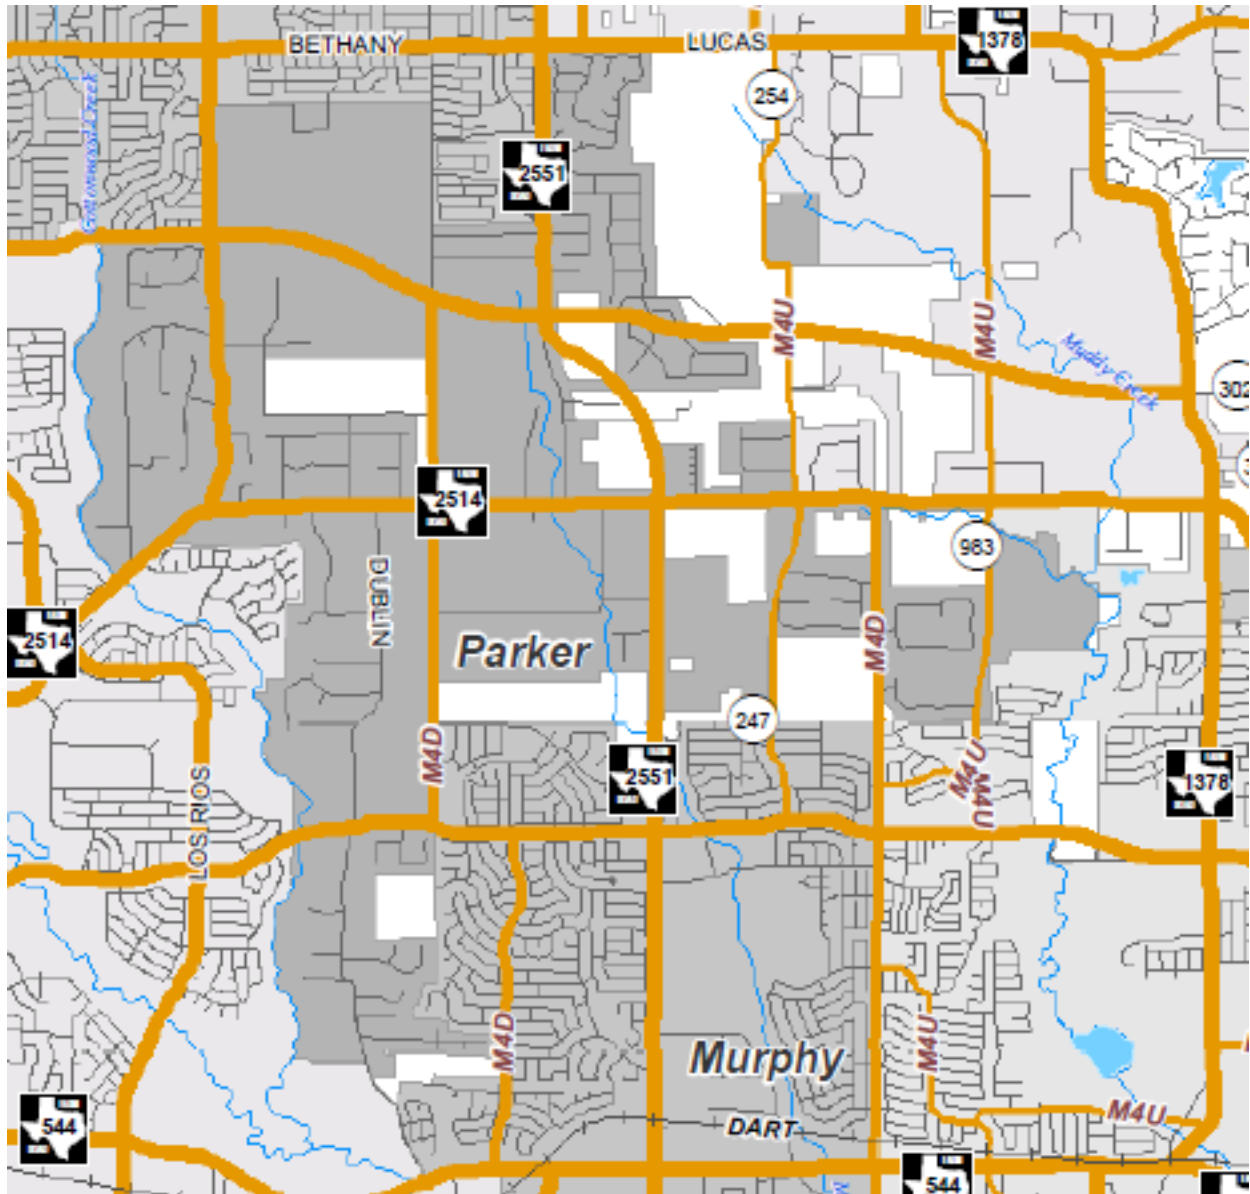 BETHANY
LUCAS
1378
254
Cottonwood Creek
2551
M4U
M4U
Muddy Creek
302
2514
983
DUBLIN
2514
Parker
M4D
247
M4D
2551
M4U
M4U
1378
LOS RIOS
M4D
M4U
Murphy
M4U
544
DART
544